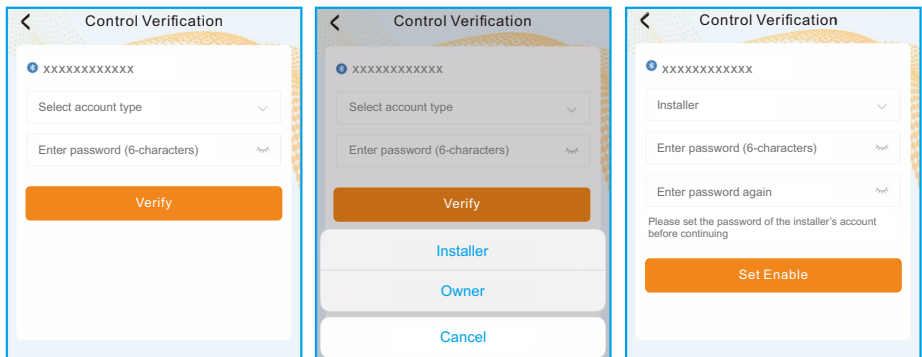 Control Verification
xxxxxxxxxxxx
Select account type
Enter password (6-characters)
Verify
Control Verification
xxxxxxxxxxxx
Select account type
Enter password (6-characters)
Verify
Installer
Owner
Cancel
Control Verification
xxxxxxxxxxxx
Installer
Enter password (6-characters)
Enter password again
Please set the password of the installer's account
before continuing
Set Enable